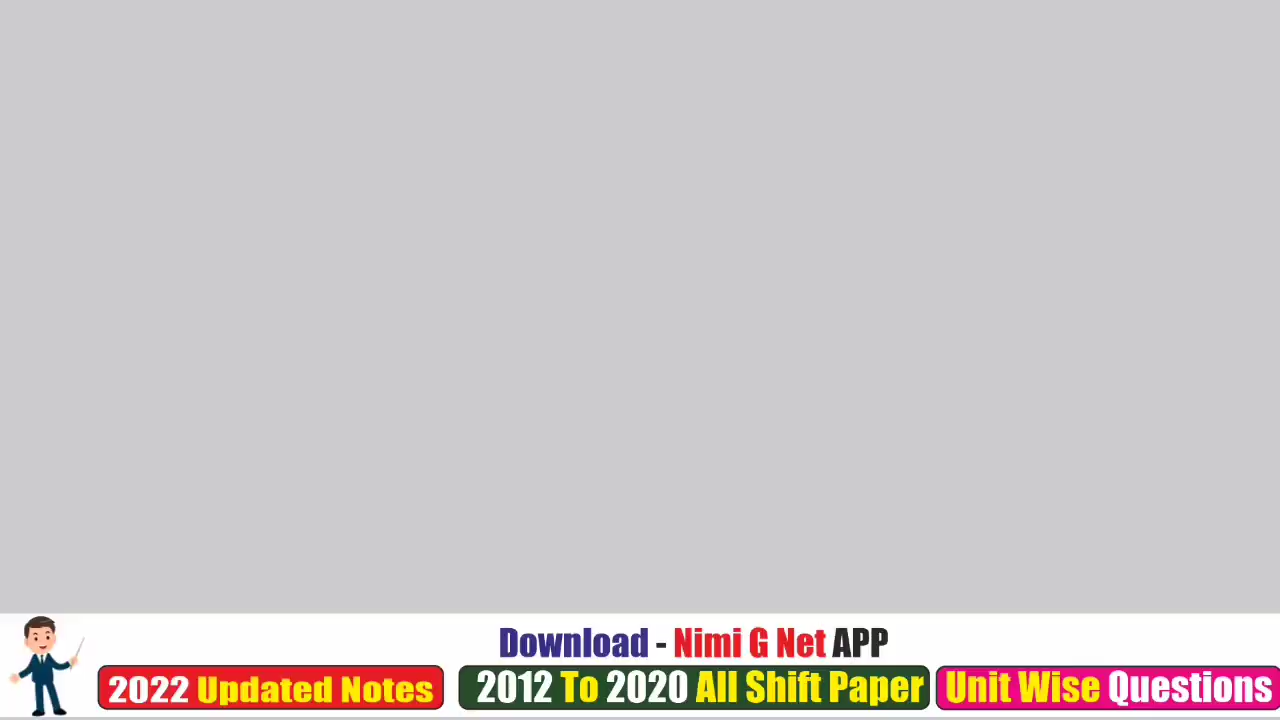 Download - Nimi G Net APP
2022 Updated Notes
2012 To 2020 All Shift Paper
Unit Wise Questions